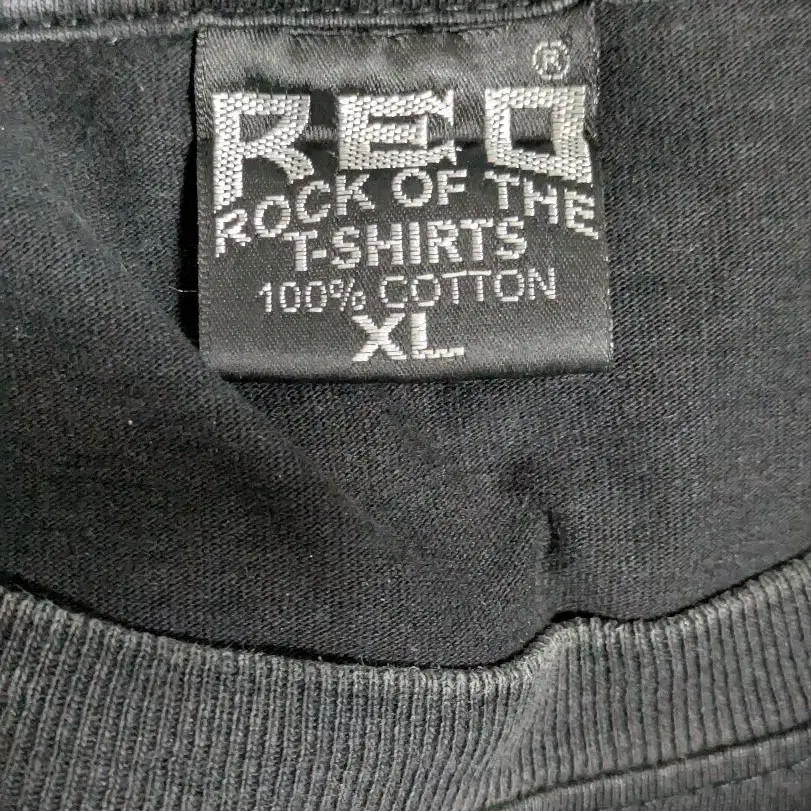 ®
REO
ROCK OF THE
T-SHIRTS
100% COTTON
XL